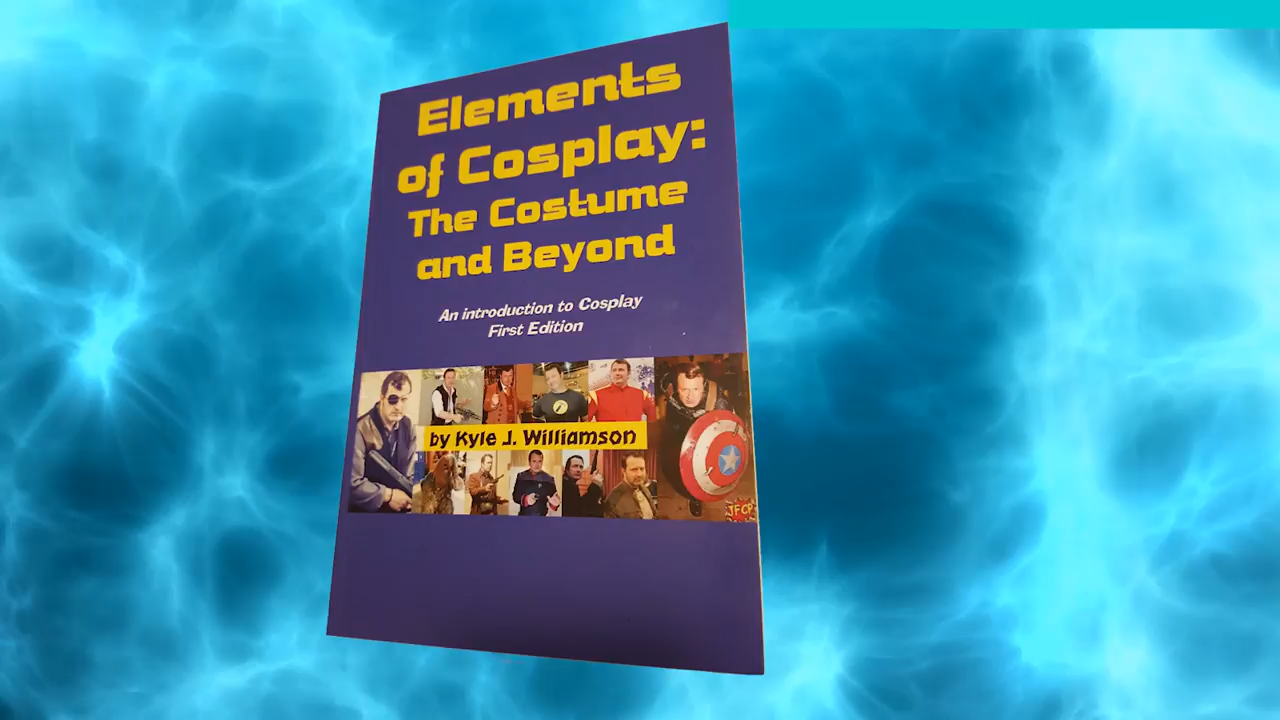 Elements
of Cosplay:
The Costume
and Beyond
An introduction to Cosplay
First Edition
by Kyle J. Williamson
JFCP